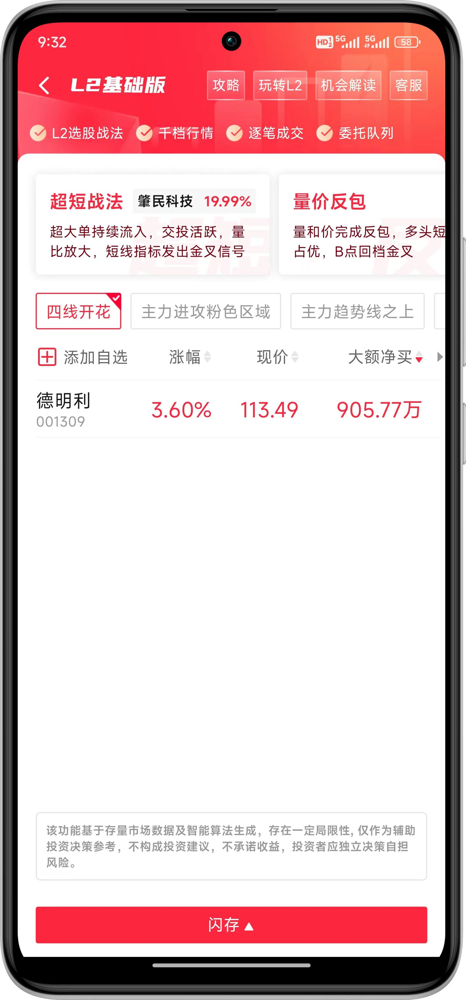 9:32
HD 1 2 5G 5G 58
L2基础版 攻略 玩转L2 机会解读 客服
L2选股战法 千档行情 逐笔成交 委托队列
超短战法 肇民科技 19.99%
超大单持续流入，交投活跃，量
比放大，短线指标发出金叉信号
量价反包
量和价完成反包，多头短
占优，B点回档金叉
四线开花 主力进攻粉色区域 主力趋势线之上
添加自选 涨幅 现价 大额净买
德明利
001309
3.60% 113.49 905.77万
该功能基于存量市场数据及智能算法生成，存在一定局限性,仅作为辅助
投资决策参考，不构成投资建议，不承诺收益，投资者应独立决策自担
风险。
闪存